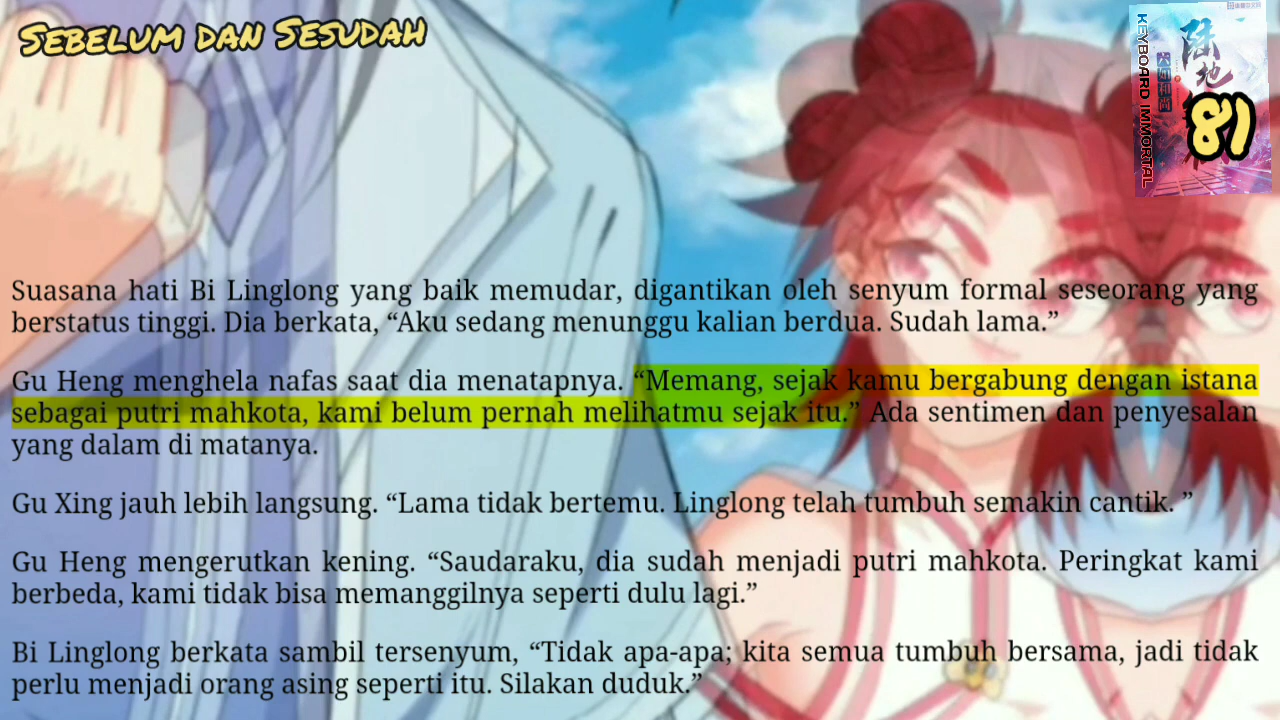 Sebelum dan Sesudah
KEYBOARD IMMORTAL
陆地
81
Suasana hati Bi Linglong yang baik memudar, digantikan oleh senyum formal seseorang yang
berstatus tinggi. Dia berkata, “Aku sedang menunggu kalian berdua. Sudah lama.”
Gu Heng menghela nafas saat dia menatapnya. “Memang, sejak kamu bergabung dengan istana
sebagai putri mahkota, kami belum pernah melihatmu sejak itu.” Ada sentimen dan penyesalan
yang dalam di matanya.
Gu Xing jauh lebih langsung. “Lama tidak bertemu. Linglong telah tumbuh semakin cantik. ”
Gu Heng mengerutkan kening. “Saudaraku, dia sudah menjadi putri mahkota. Peringkat kami
berbeda, kami tidak bisa memanggilnya seperti dulu lagi.”
Bi Linglong berkata sambil tersenyum, “Tidak apa-apa; kita semua tumbuh bersama, jadi tidak
perlu menjadi orang asing seperti itu. Silakan duduk.”